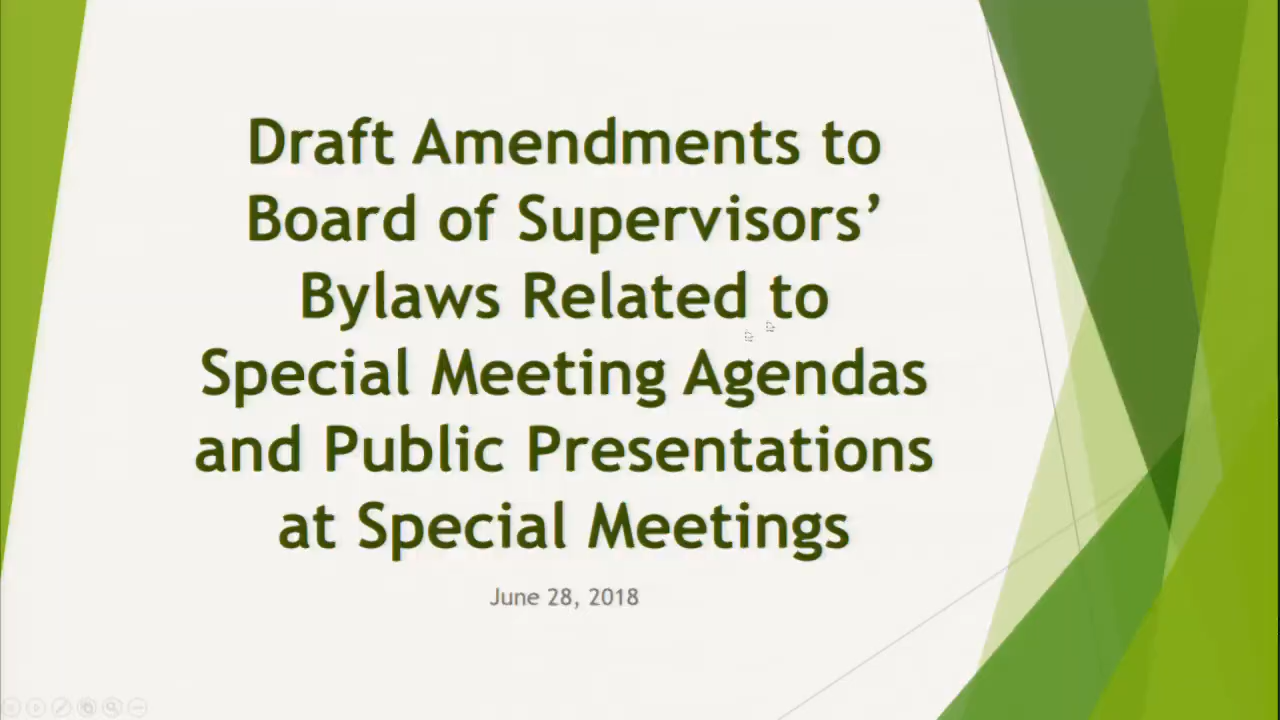 Draft Amendments to
Board of Supervisors’
Bylaws Related to
Special Meeting Agendas
and Public Presentations
at Special Meetings
June 28, 2018